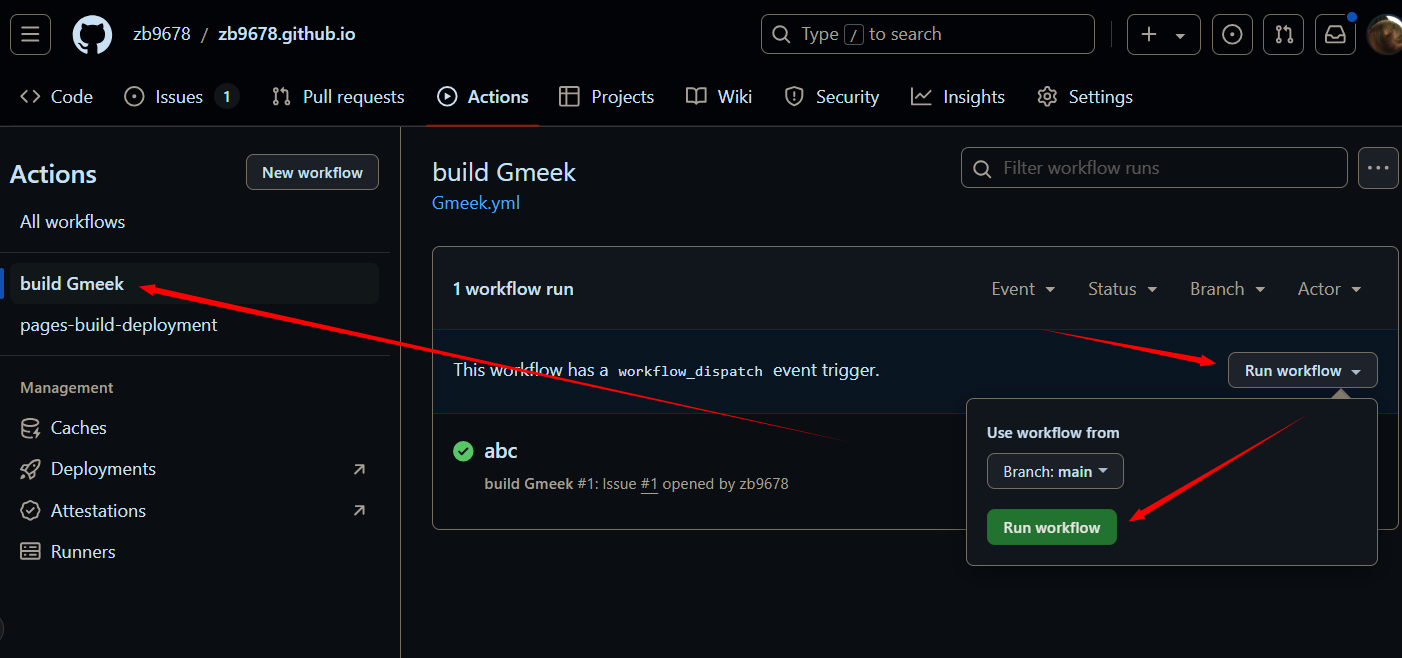 zb9678 / zb9678.github.io
Type / to search
Code
Issues 1
Pull requests
Actions
Projects
Wiki
Security
Insights
Settings
Actions
New workflow
All workflows
build Gmeek
pages-build-deployment
Management
Caches
Deployments
Attestations
Runners
build Gmeek
Gmeek.yml
Filter workflow runs
1 workflow run
Event
Status
Branch
Actor
This workflow has a workflow_dispatch event trigger.
Run workflow
Use workflow from
Branch: main
Run workflow
abc
build Gmeek #1: Issue #1 opened by zb9678